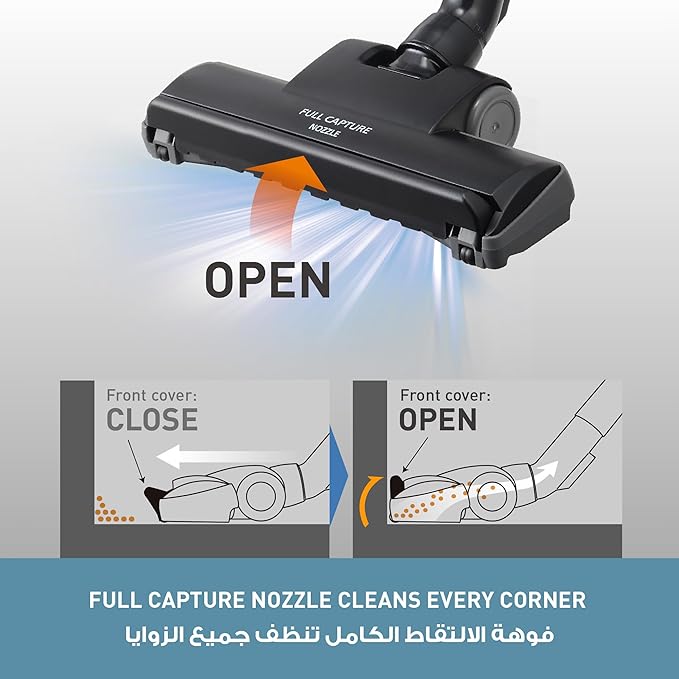 FULL CAPTURE
NOZZLE
OPEN
Front cover:
CLOSE
Front cover:
OPEN
FULL CAPTURE NOZZLE CLEANS EVERY CORNER
فوهة الالتقاط الكامل تنظف جميع الزوايا